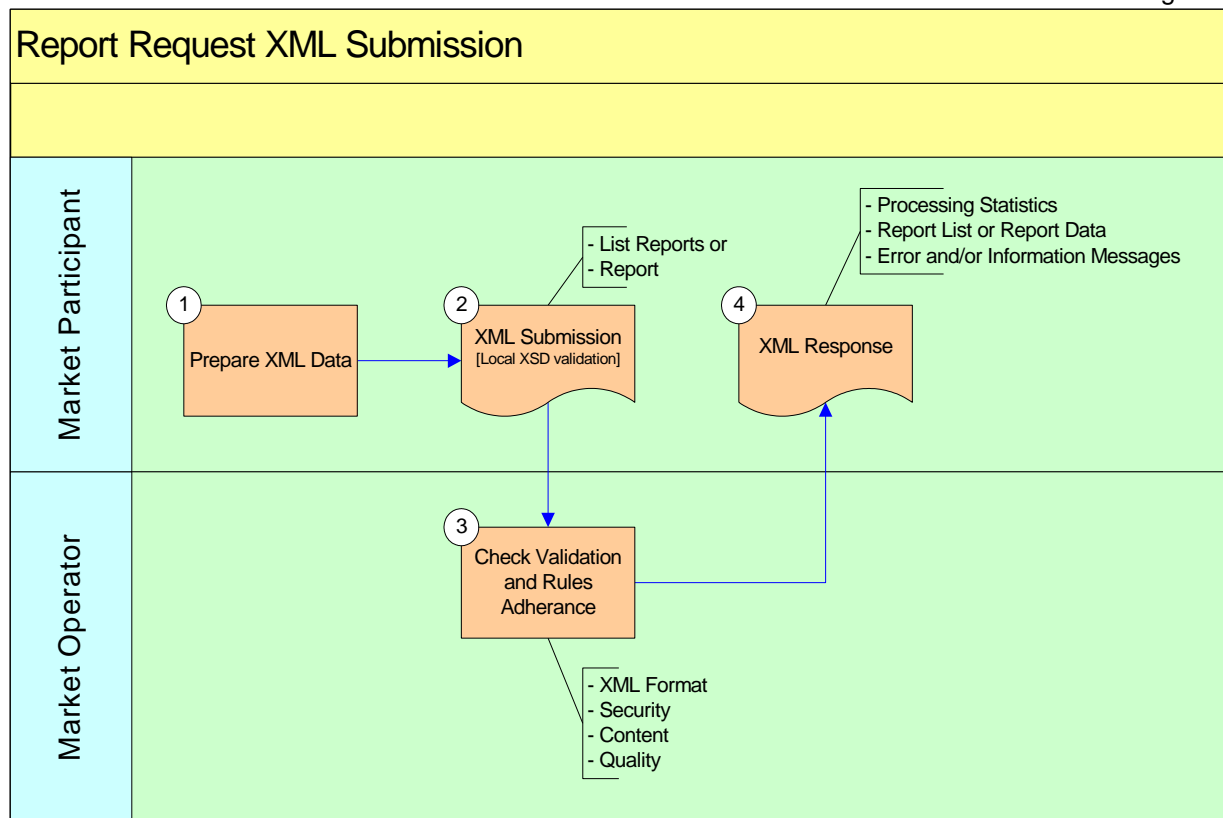 Report Request XML Submission
Market Participant
1
Prepare XML Data
2
XML Submission
[Local XSD validation]
- List Reports or
- Report
4
XML Response
- Processing Statistics
- Report List or Report Data
- Error and/or Information Messages
Market Operator
3
Check Validation
and Rules
Adherance
- XML Format
- Security
- Content
- Quality